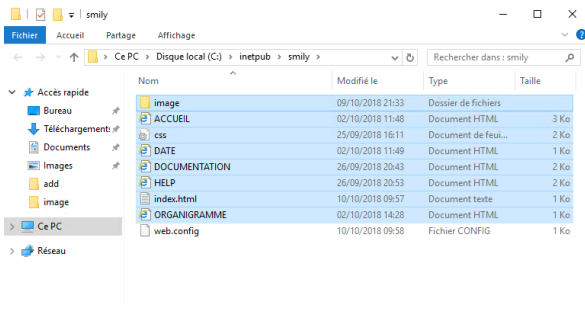 smily
Fichier Accueil Partage Affichage
Ce PC > Disque local (C:) > inetpub > smily > Rechercher dans : smily
Nom Modifié le Type Taille
Accès rapide
Bureau
Téléchargements
Documents
Images
add
image
Ce PC
Réseau
image 09/10/2018 21:33 Dossier de fichiers
ACCUEIL 02/10/2018 11:48 Document HTML 3 Ko
css 25/09/2018 16:11 Document de feui... 2 Ko
DATE 02/10/2018 11:49 Document HTML 1 Ko
DOCUMENTATION 26/09/2018 20:43 Document HTML 2 Ko
HELP 26/09/2018 20:53 Document HTML 2 Ko
index.html 10/10/2018 09:57 Document texte 1 Ko
ORGANIGRAMME 02/10/2018 14:28 Document HTML 1 Ko
web.config 10/10/2018 09:58 Fichier CONFIG 1 Ko